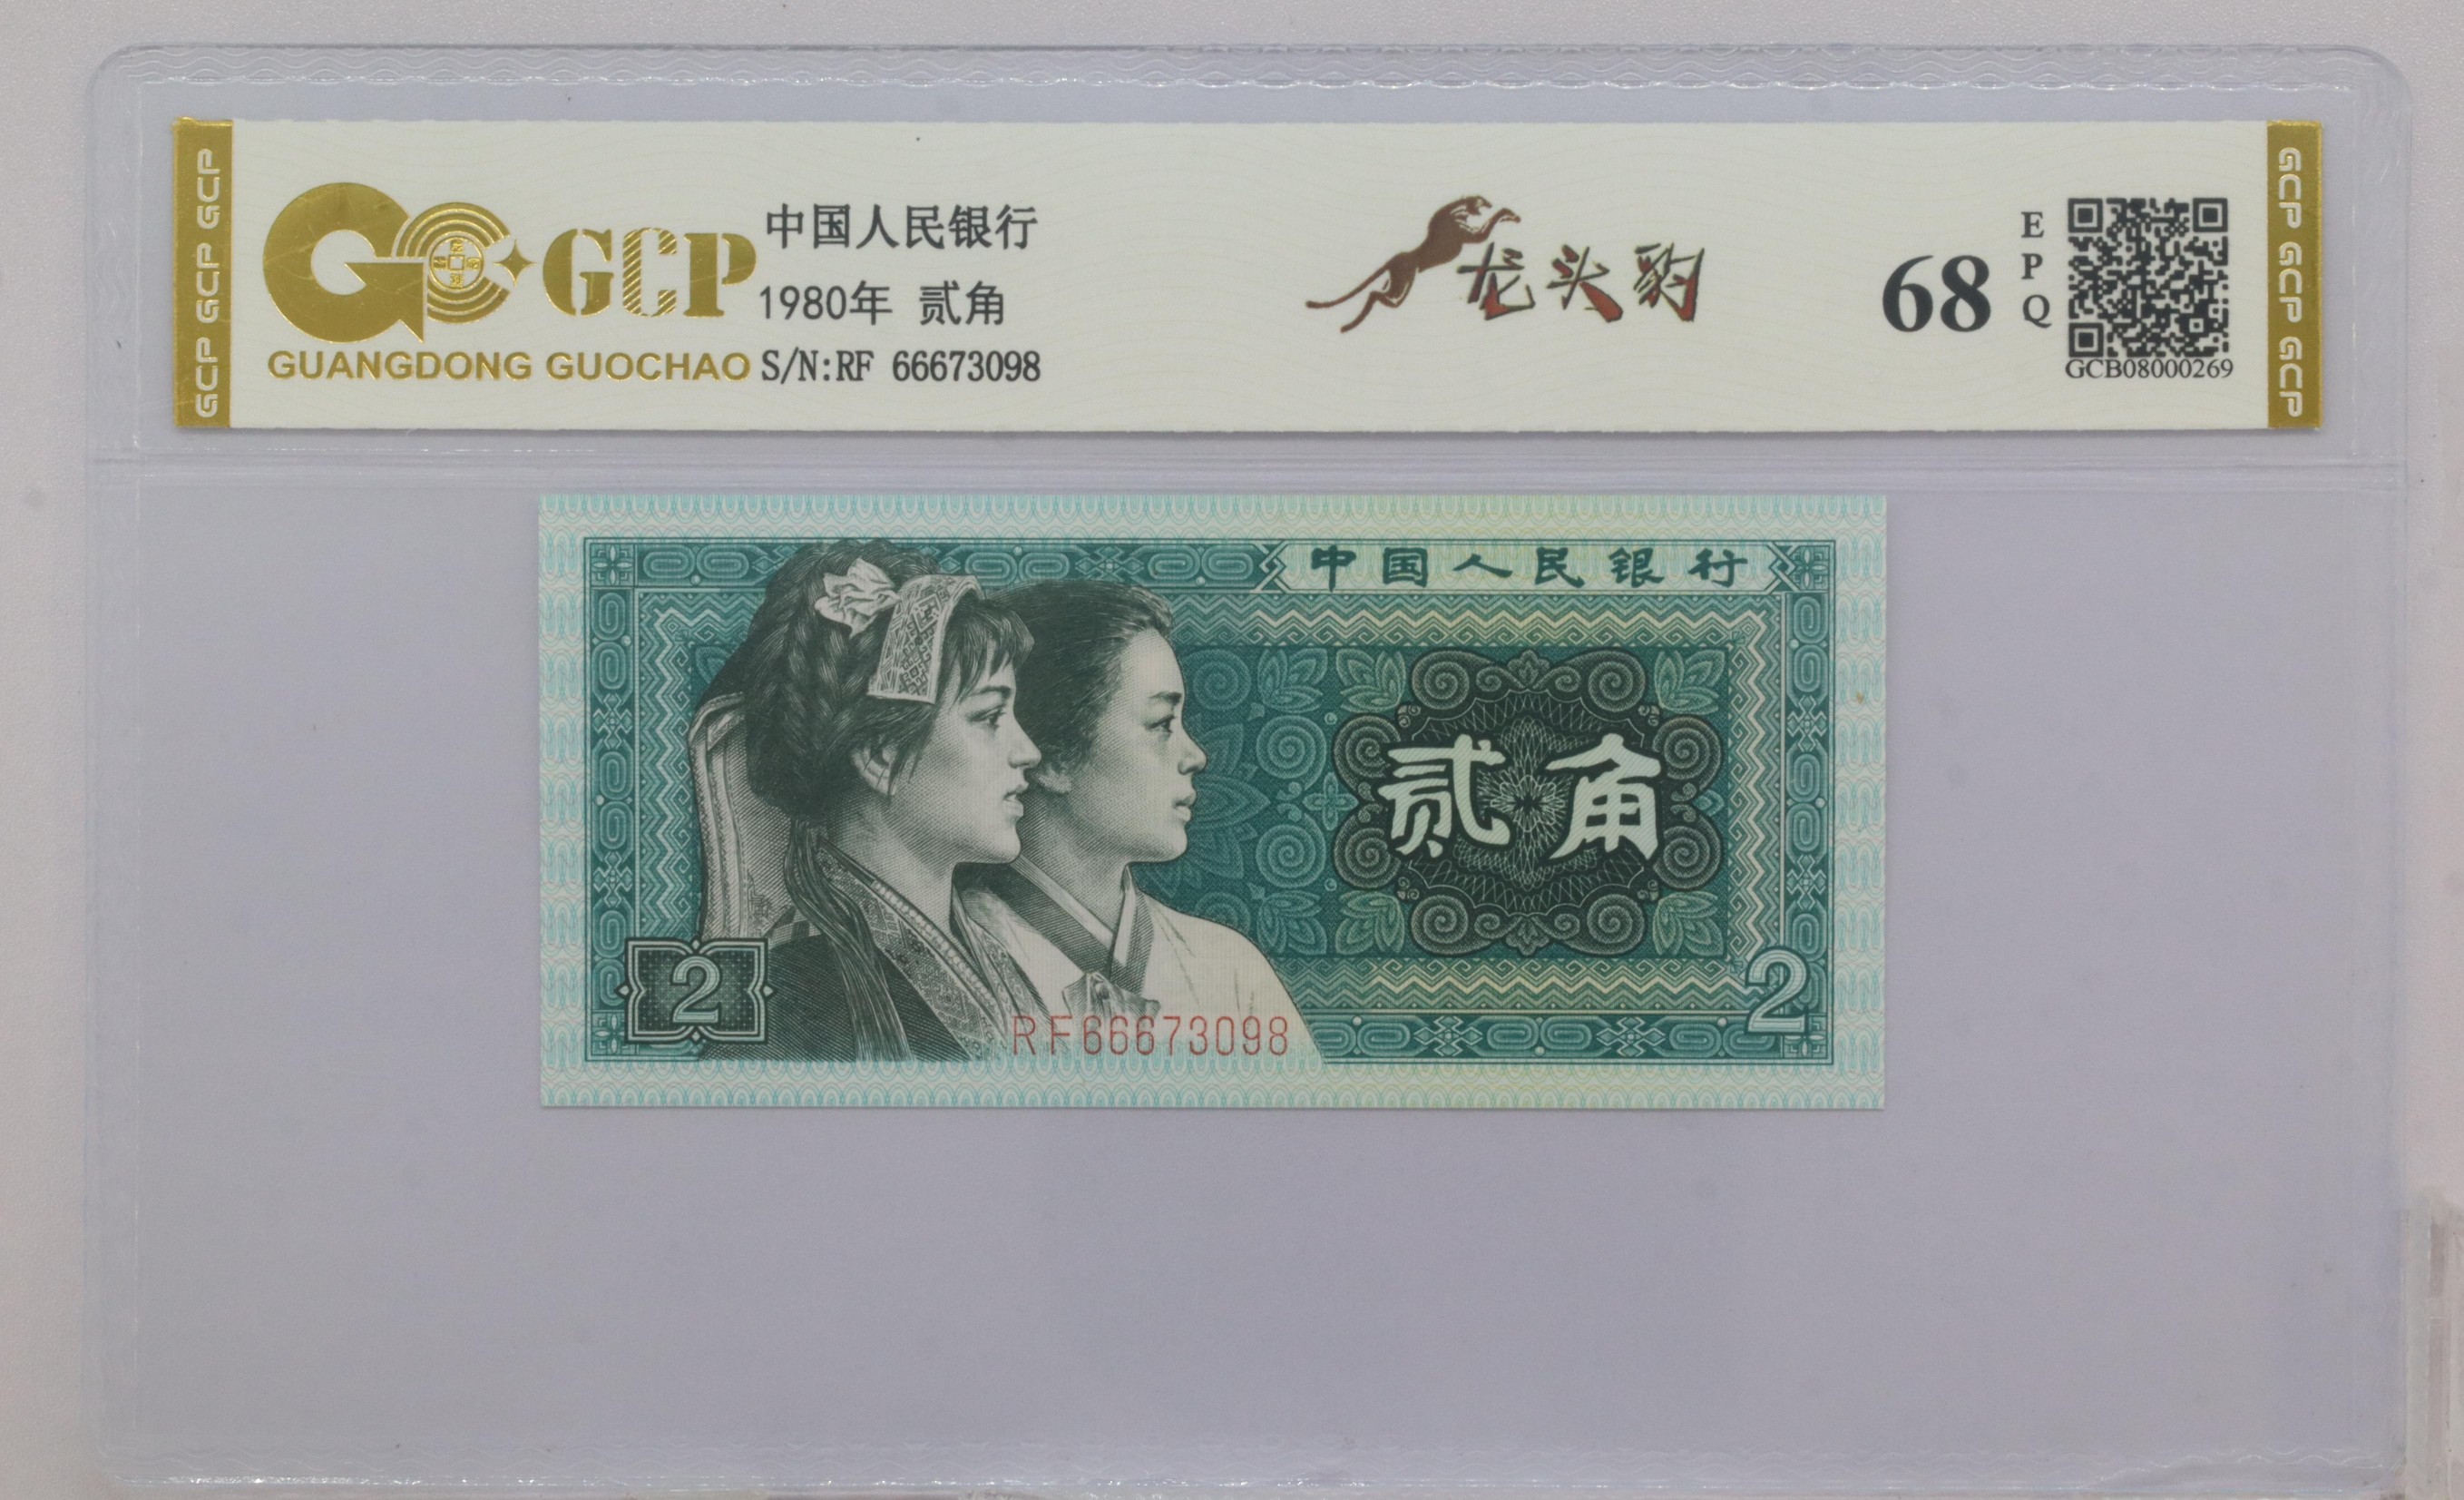 GCP GCP GCP
GCP
GUANGDONG GUOCHAO
中国人民银行
1980年 贰角
S/N:RF 66673098
龙头豹
68
EPQ
GCB08000269
GCP GCP GCP
中国人民银行
贰角
2
RF66673098
2